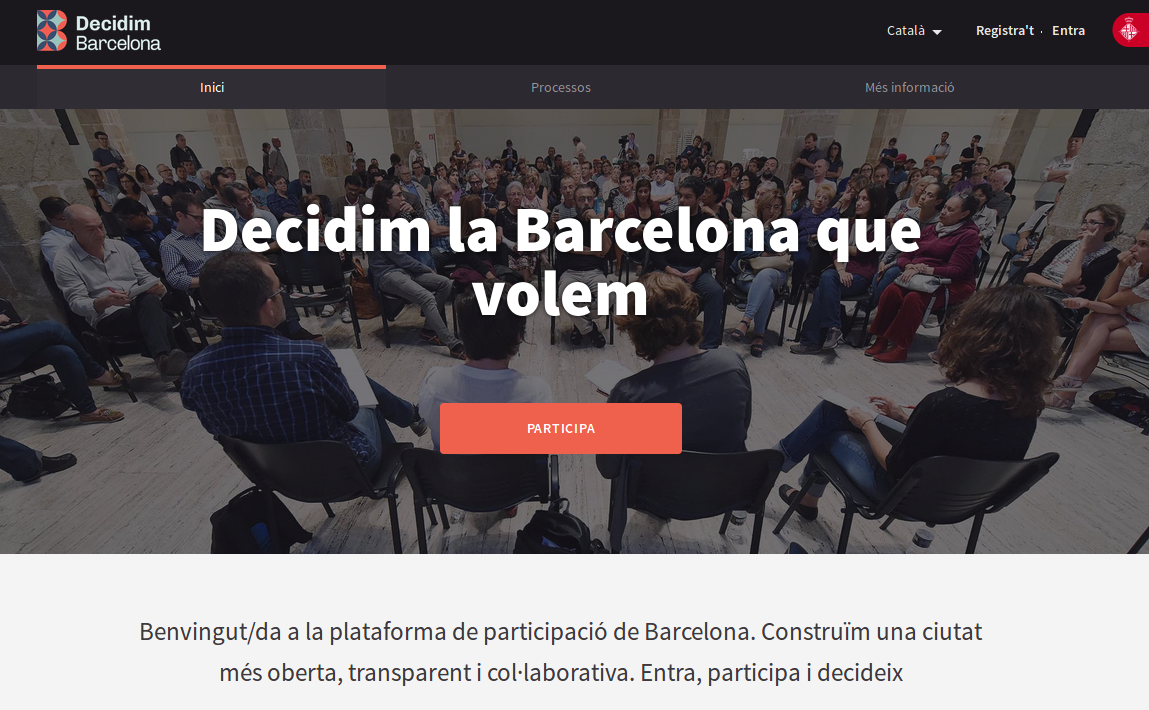 Decidim
Barcelona
Català
Registra't · Entra
Inici
Processos
Més informació
Decidim la Barcelona que
volem
PARTICIPA
Benvingut/da a la plataforma de participació de Barcelona. Construïm una ciutat
més oberta, transparent i col·laborativa. Entra, participa i decideix